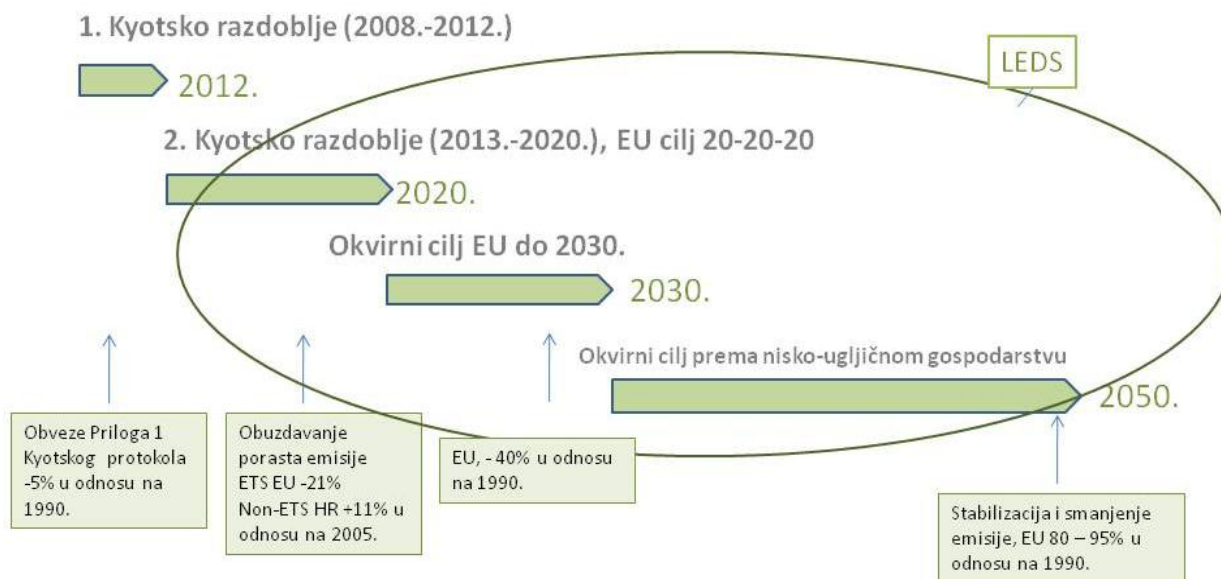 1. Kyotsko razdoblje (2008.-2012.)
LEDS
2012.
2. Kyotsko razdoblje (2013.-2020.), EU cilj 20-20-20
2020.
Okvirni cilj EU do 2030.
2030.
Okvirni cilj prema nisko-ugljičnom gospodarstvu
2050.
Obveze Priloga 1
Kyotskog protokola
-5% u odnosu na
1990.
Obuzdavanje
porasta emisije
ETS EU -21%
Non-ETS HR +11% u
odnosu na 2005.
EU, - 40% u odnosu
na 1990.
Stabilizacija i smanjenje
emisije, EU 80 – 95% u
odnosu na 1990.